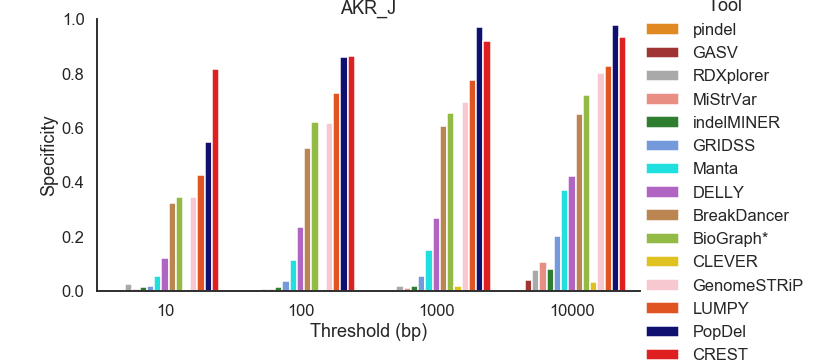 AKR_J
Tool
1.0
0.8
0.6
0.4
0.2
0.0
Specificity
10
100
1000
10000
Threshold (bp)
pindel
GASV
RDXplorer
MiStrVar
indelMINER
GRIDSS
Manta
DELLY
BreakDancer
BioGraph*
CLEVER
GenomeSTRiP
LUMPY
PopDel
CREST